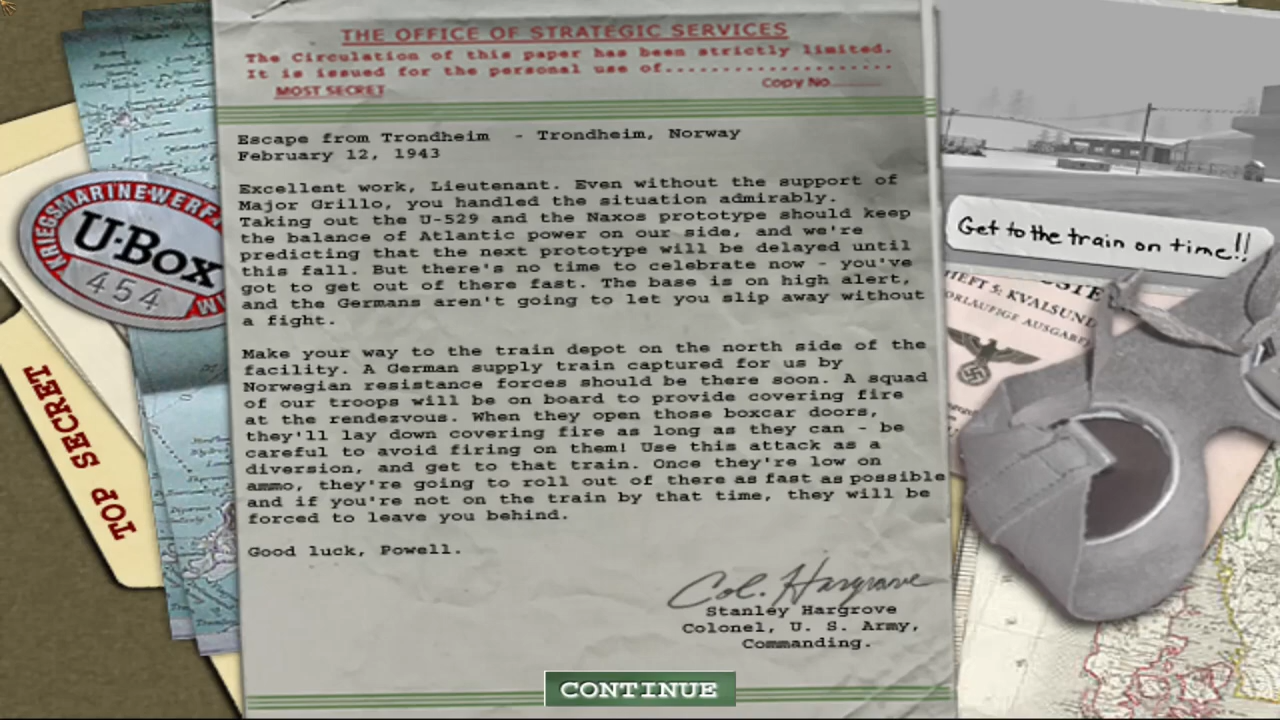 THE OFFICE OF STRATEGIC SERVICES
The Circulation of this paper has been strictly limited.
It is issued for the personal use of....................
MOST SECRET
Copy No.........
Escape from Trondheim - Trondheim, Norway
February 12, 1943
Excellent work, Lieutenant. Even without the support of
Major Grillo, you handled the situation admirably.
Taking out the U-529 and the Naxos prototype should keep
the balance of Atlantic power on our side, and we're
predicting that the next prototype will be delayed until
this fall. But there's no time to celebrate now - you've
got to get out of there fast. The base is on high alert,
and the Germans aren't going to let you slip away without
a fight.
Make your way to the train depot on the north side of the
facility. A German supply train captured for us by
Norwegian resistance forces should be there soon. A squad
of our troops will be on board to provide covering fire
at the rendezvous. When they open those boxcar doors,
they'll lay down covering fire as long as they can - be
careful to avoid firing on them! Use this attack as a
diversion, and get to that train. Once they're low on
ammo, they're going to roll out of there as fast as possible
and if you're not on the train by that time, they will be
forced to leave you behind.
Good luck, Powell.
Col. Hargrove
Stanley Hargrove
Colonel, U. S. Army,
Commanding.
CONTINUE
KRIEGSMARINE-WERFA
U-Box
454
TOP SECRET
Get to the train on time!!
HEFT 5: KVALSUND
ORLAUFIGE AUSGABE